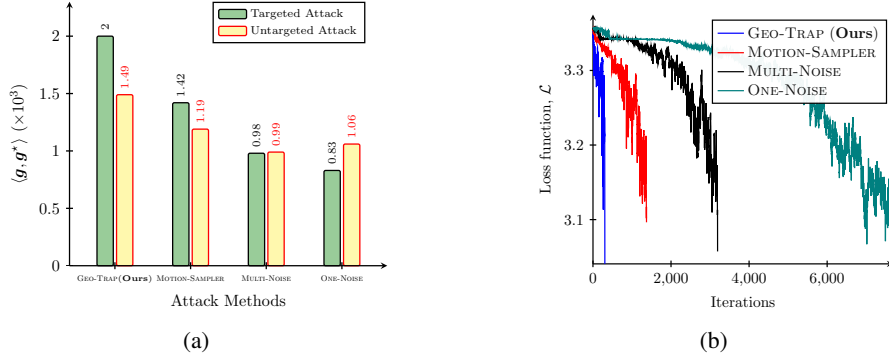 Targeted Attack
Untargeted Attack
⟨g, g*⟩ (×10³)
2
1.5
1
0.5
0
2
1.49
1.42
1.19
0.98
0.99
0.83
1.06
GEO-TRAP(Ours) MOTION-SAMPLER MULTI-NOISE ONE-NOISE
Attack Methods
(a)
GEO-TRAP (Ours)
MOTION-SAMPLER
MULTI-NOISE
ONE-NOISE
Loss function, ℒ
3.3
3.2
3.1
0 2,000 4,000 6,000
Iterations
(b)